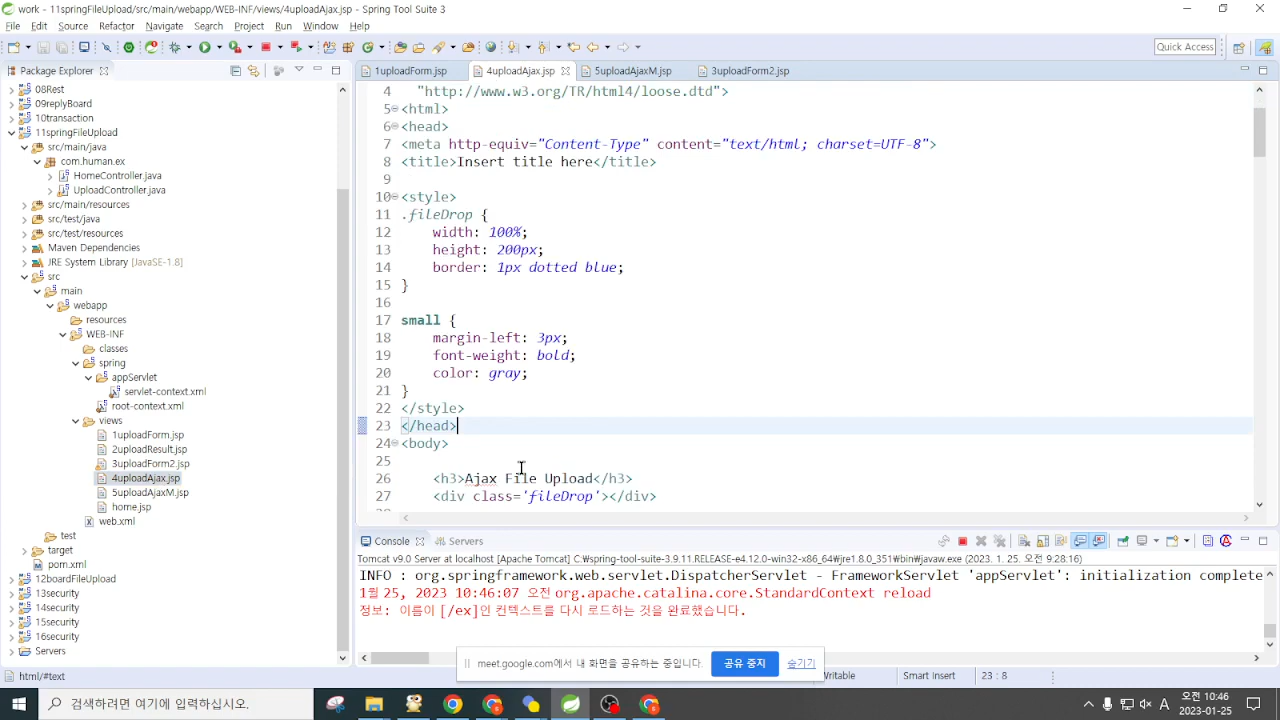 work - 11springFileUpload/src/main/webapp/WEB-INF/views/4uploadAjax.jsp - Spring Tool Suite 3
File Edit Source Refactor Navigate Search Project Run Window Help
Quick Access
Package Explorer
08Rest
09replyBoard
10transaction
11springFileUpload
src/main/java
com.human.ex
HomeController.java
UploadController.java
src/main/resources
src/test/java
src/test/resources
Maven Dependencies
JRE System Library [JavaSE-1.8]
src
main
webapp
resources
WEB-INF
classes
spring
appServlet
servlet-context.xml
root-context.xml
views
1uploadForm.jsp
2uploadResult.jsp
3uploadForm2.jsp
4uploadAjax.jsp
5uploadAjaxM.jsp
home.jsp
web.xml
test
target
pom.xml
12boardFileUpload
13security
14security
15security
16security
Servers
1uploadForm.jsp 4uploadAjax.jsp 5uploadAjaxM.jsp 3uploadForm2.jsp
4 "http://www.w3.org/TR/html4/loose.dtd">
5 <html>
6 <head>
7 <meta http-equiv="Content-Type" content="text/html; charset=UTF-8">
8 <title>Insert title here</title>
9
10 <style>
11 .fileDrop {
12 width: 100%;
13 height: 200px;
14 border: 1px dotted blue;
15 }
16
17 small {
18 margin-left: 3px;
19 font-weight: bold;
20 color: gray;
21 }
22 </style>
23 </head>
24 <body>
25
26 <h3>Ajax File Upload</h3>
27 <div class='fileDrop'></div>
Console Servers
Tomcat v9.0 Server at localhost [Apache Tomcat] C:\spring-tool-suite-3.9.11.RELEASE-e4.12.0-win32-x86_64\jre1.8.0_351\bin\javaw.exe (2023. 1. 25. 오전 9:28:16)
INFO : org.springframework.web.servlet.DispatcherServlet - FrameworkServlet 'appServlet': initialization complete
1월 25, 2023 10:46:07 오전 org.apache.catalina.core.StandardContext reload
정보: 이름이 [/ex]인 컨텍스트를 다시 로드하는 것을 완료했습니다.
meet.google.com에서 내 화면을 공유하는 중입니다. 공유 중지 숨기기
html/#text Writable Smart Insert 23 : 8
검색하려면 여기에 입력하십시오.
A
오전 10:46
2023-01-25